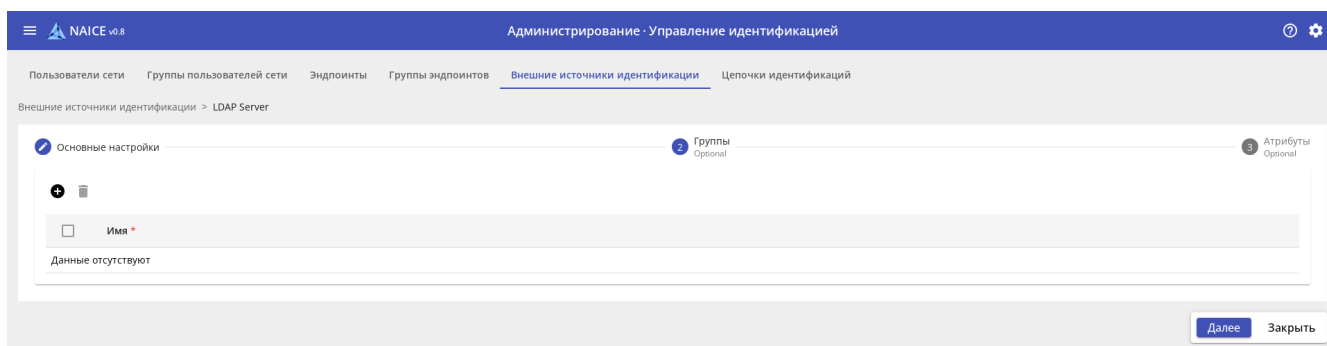 NAICE v0.8
Администрирование · Управление идентификацией
Пользователи сети Группы пользователей сети Эндпоинты Группы эндпоинтов Внешние источники идентификации Цепочки идентификаций
Внешние источники идентификации > LDAP Server
Основные настройки
2 Группы
Optional
3 Атрибуты
Optional
Имя *
Данные отсутствуют
Далее Закрыть